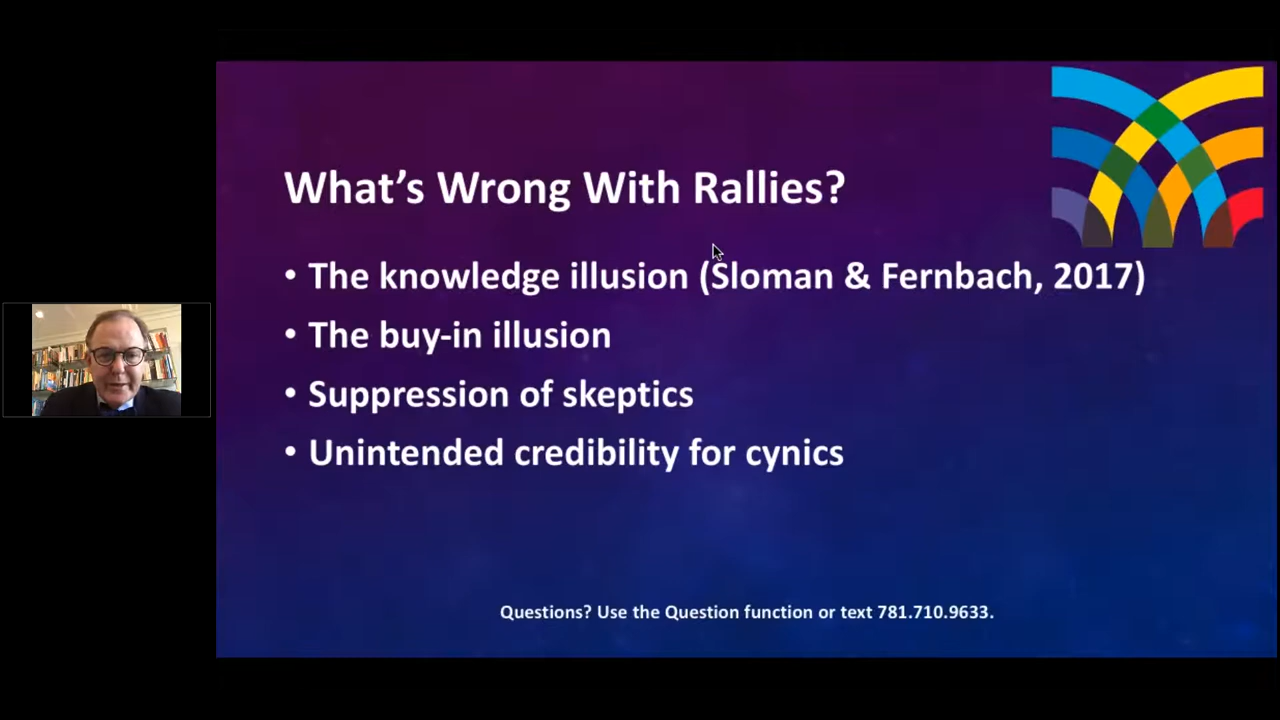 What’s Wrong With Rallies?
• The knowledge illusion (Sloman & Fernbach, 2017)
• The buy-in illusion
• Suppression of skeptics
• Unintended credibility for cynics
Questions? Use the Question function or text 781.710.9633.